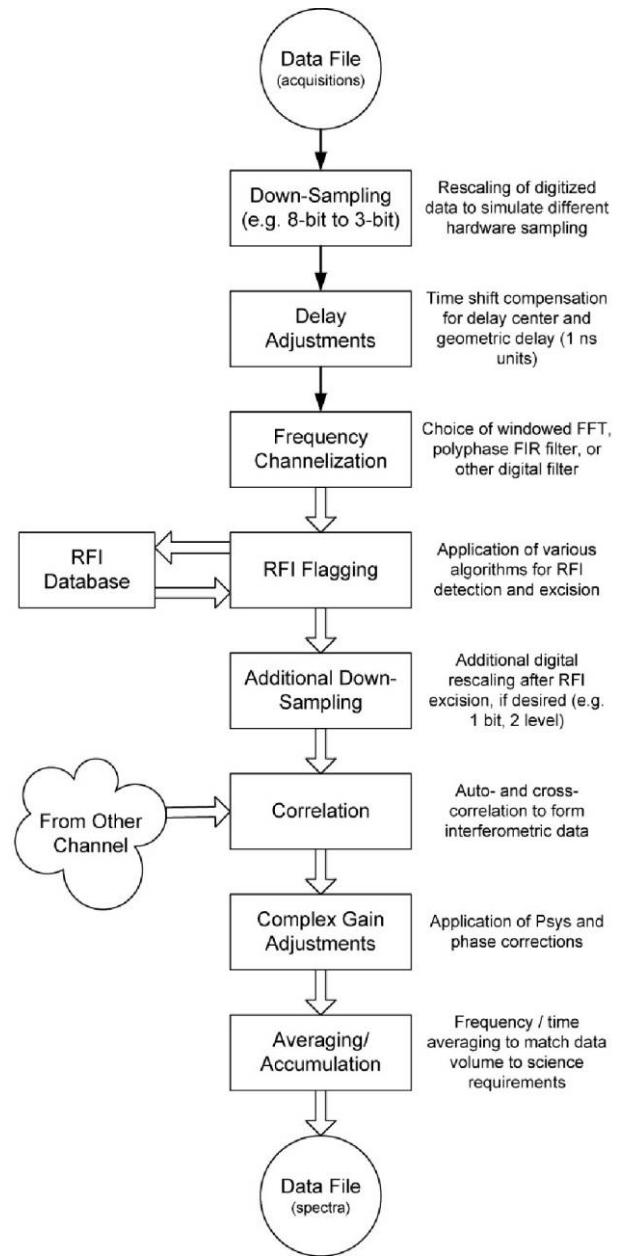 Data File
(acquisitions)
Down-Sampling
(e.g. 8-bit to 3-bit)
Rescaling of digitized
data to simulate different
hardware sampling
Delay
Adjustments
Time shift compensation
for delay center and
geometric delay (1 ns
units)
Frequency
Channelization
Choice of windowed FFT,
polyphase FIR filter, or
other digital filter
RFI
Database
RFI Flagging
Application of various
algorithms for RFI
detection and excision
Additional Down-
Sampling
Additional digital
rescaling after RFI
excision, if desired (e.g.
1 bit, 2 level)
From Other
Channel
Correlation
Auto- and cross-
correlation to form
interferometric data
Complex Gain
Adjustments
Application of Psys and
phase corrections
Averaging/
Accumulation
Frequency / time
averaging to match data
volume to science
requirements
Data File
(spectra)